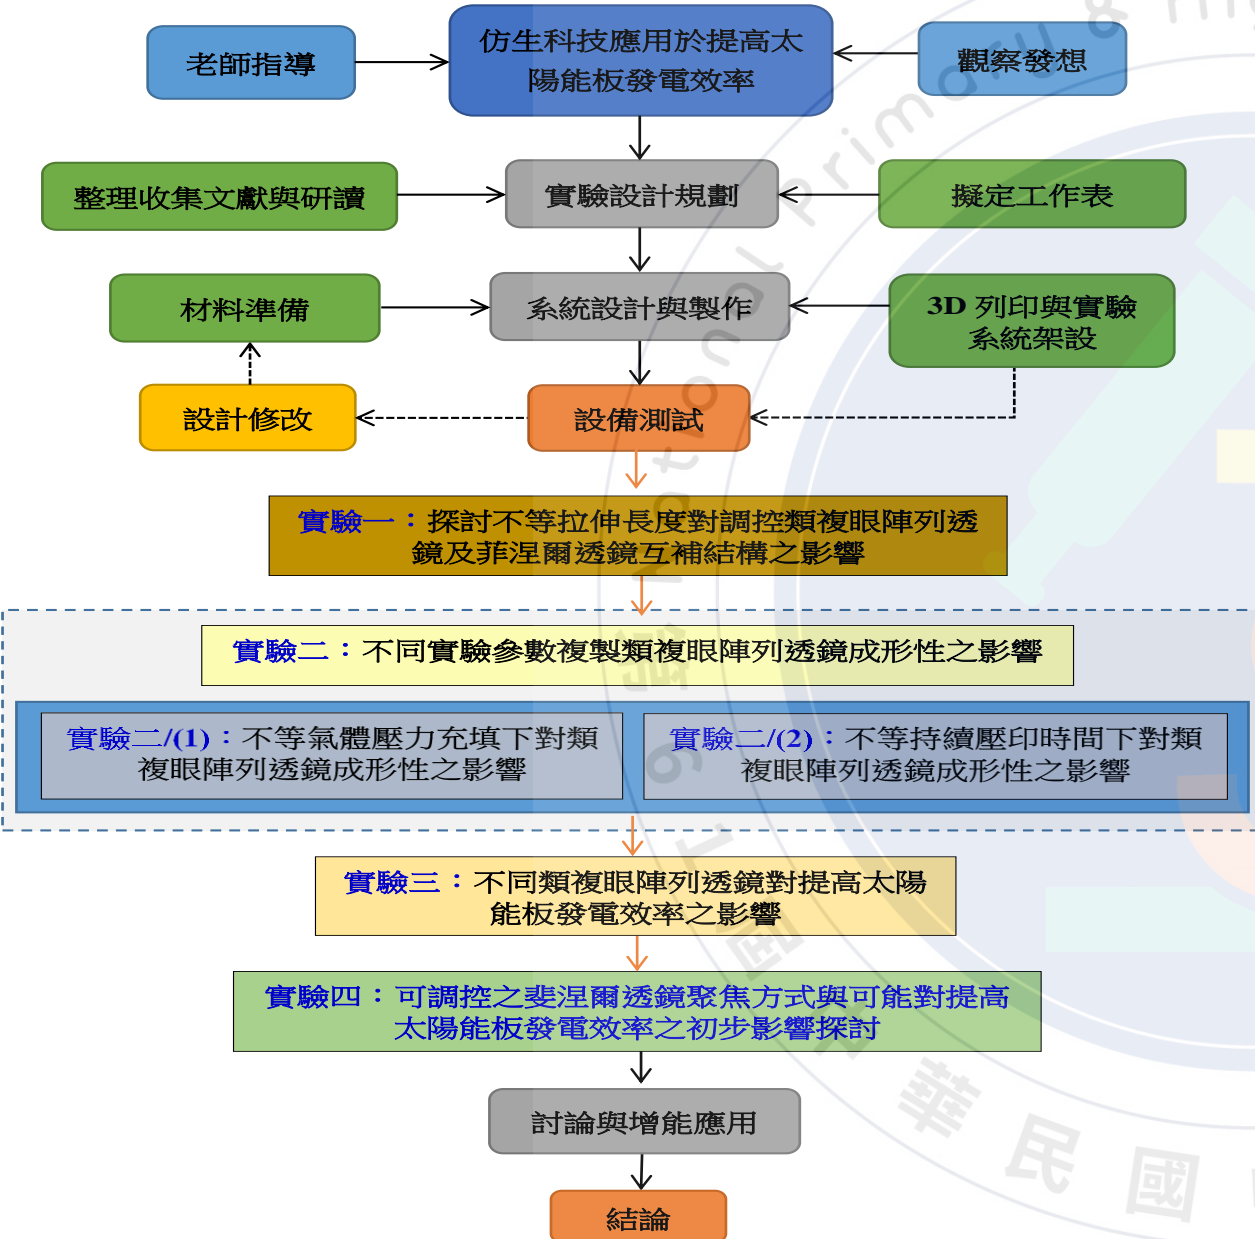 老師指導
仿生科技應用於提高太
陽能板發電效率
觀察發想
整理收集文獻與研讀
實驗設計規劃
擬定工作表
材料準備
系統設計與製作
3D 列印與實驗
系統架設
設計修改
設備測試
實驗一：探討不等拉伸長度對調控類複眼陣列透
鏡及菲涅爾透鏡互補結構之影響
實驗二：不同實驗參數複製類複眼陣列透鏡成形性之影響
實驗二/(1)：不等氣體壓力充填下對類
複眼陣列透鏡成形性之影響
實驗二/(2)：不等持續壓印時間下對類
複眼陣列透鏡成形性之影響
實驗三：不同類複眼陣列透鏡對提高太陽
能板發電效率之影響
實驗四：可調控之斐涅爾透鏡聚焦方式與可能對提高
太陽能板發電效率之初步影響探討
討論與增能應用
結論
National Primary &
中華民國
第 61